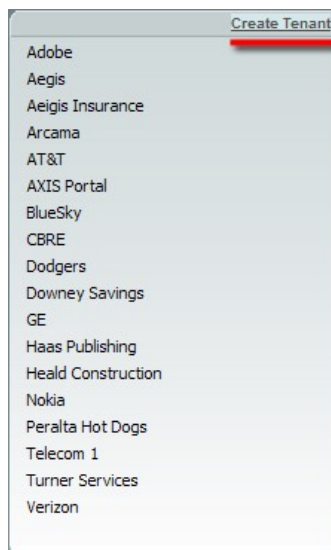 Create Tenant
Adobe
Aegis
Aeigis Insurance
Arcama
AT&T
AXIS Portal
BlueSky
CBRE
Dodgers
Downey Savings
GE
Haas Publishing
Heald Construction
Nokia
Peralta Hot Dogs
Telecom 1
Turner Services
Verizon